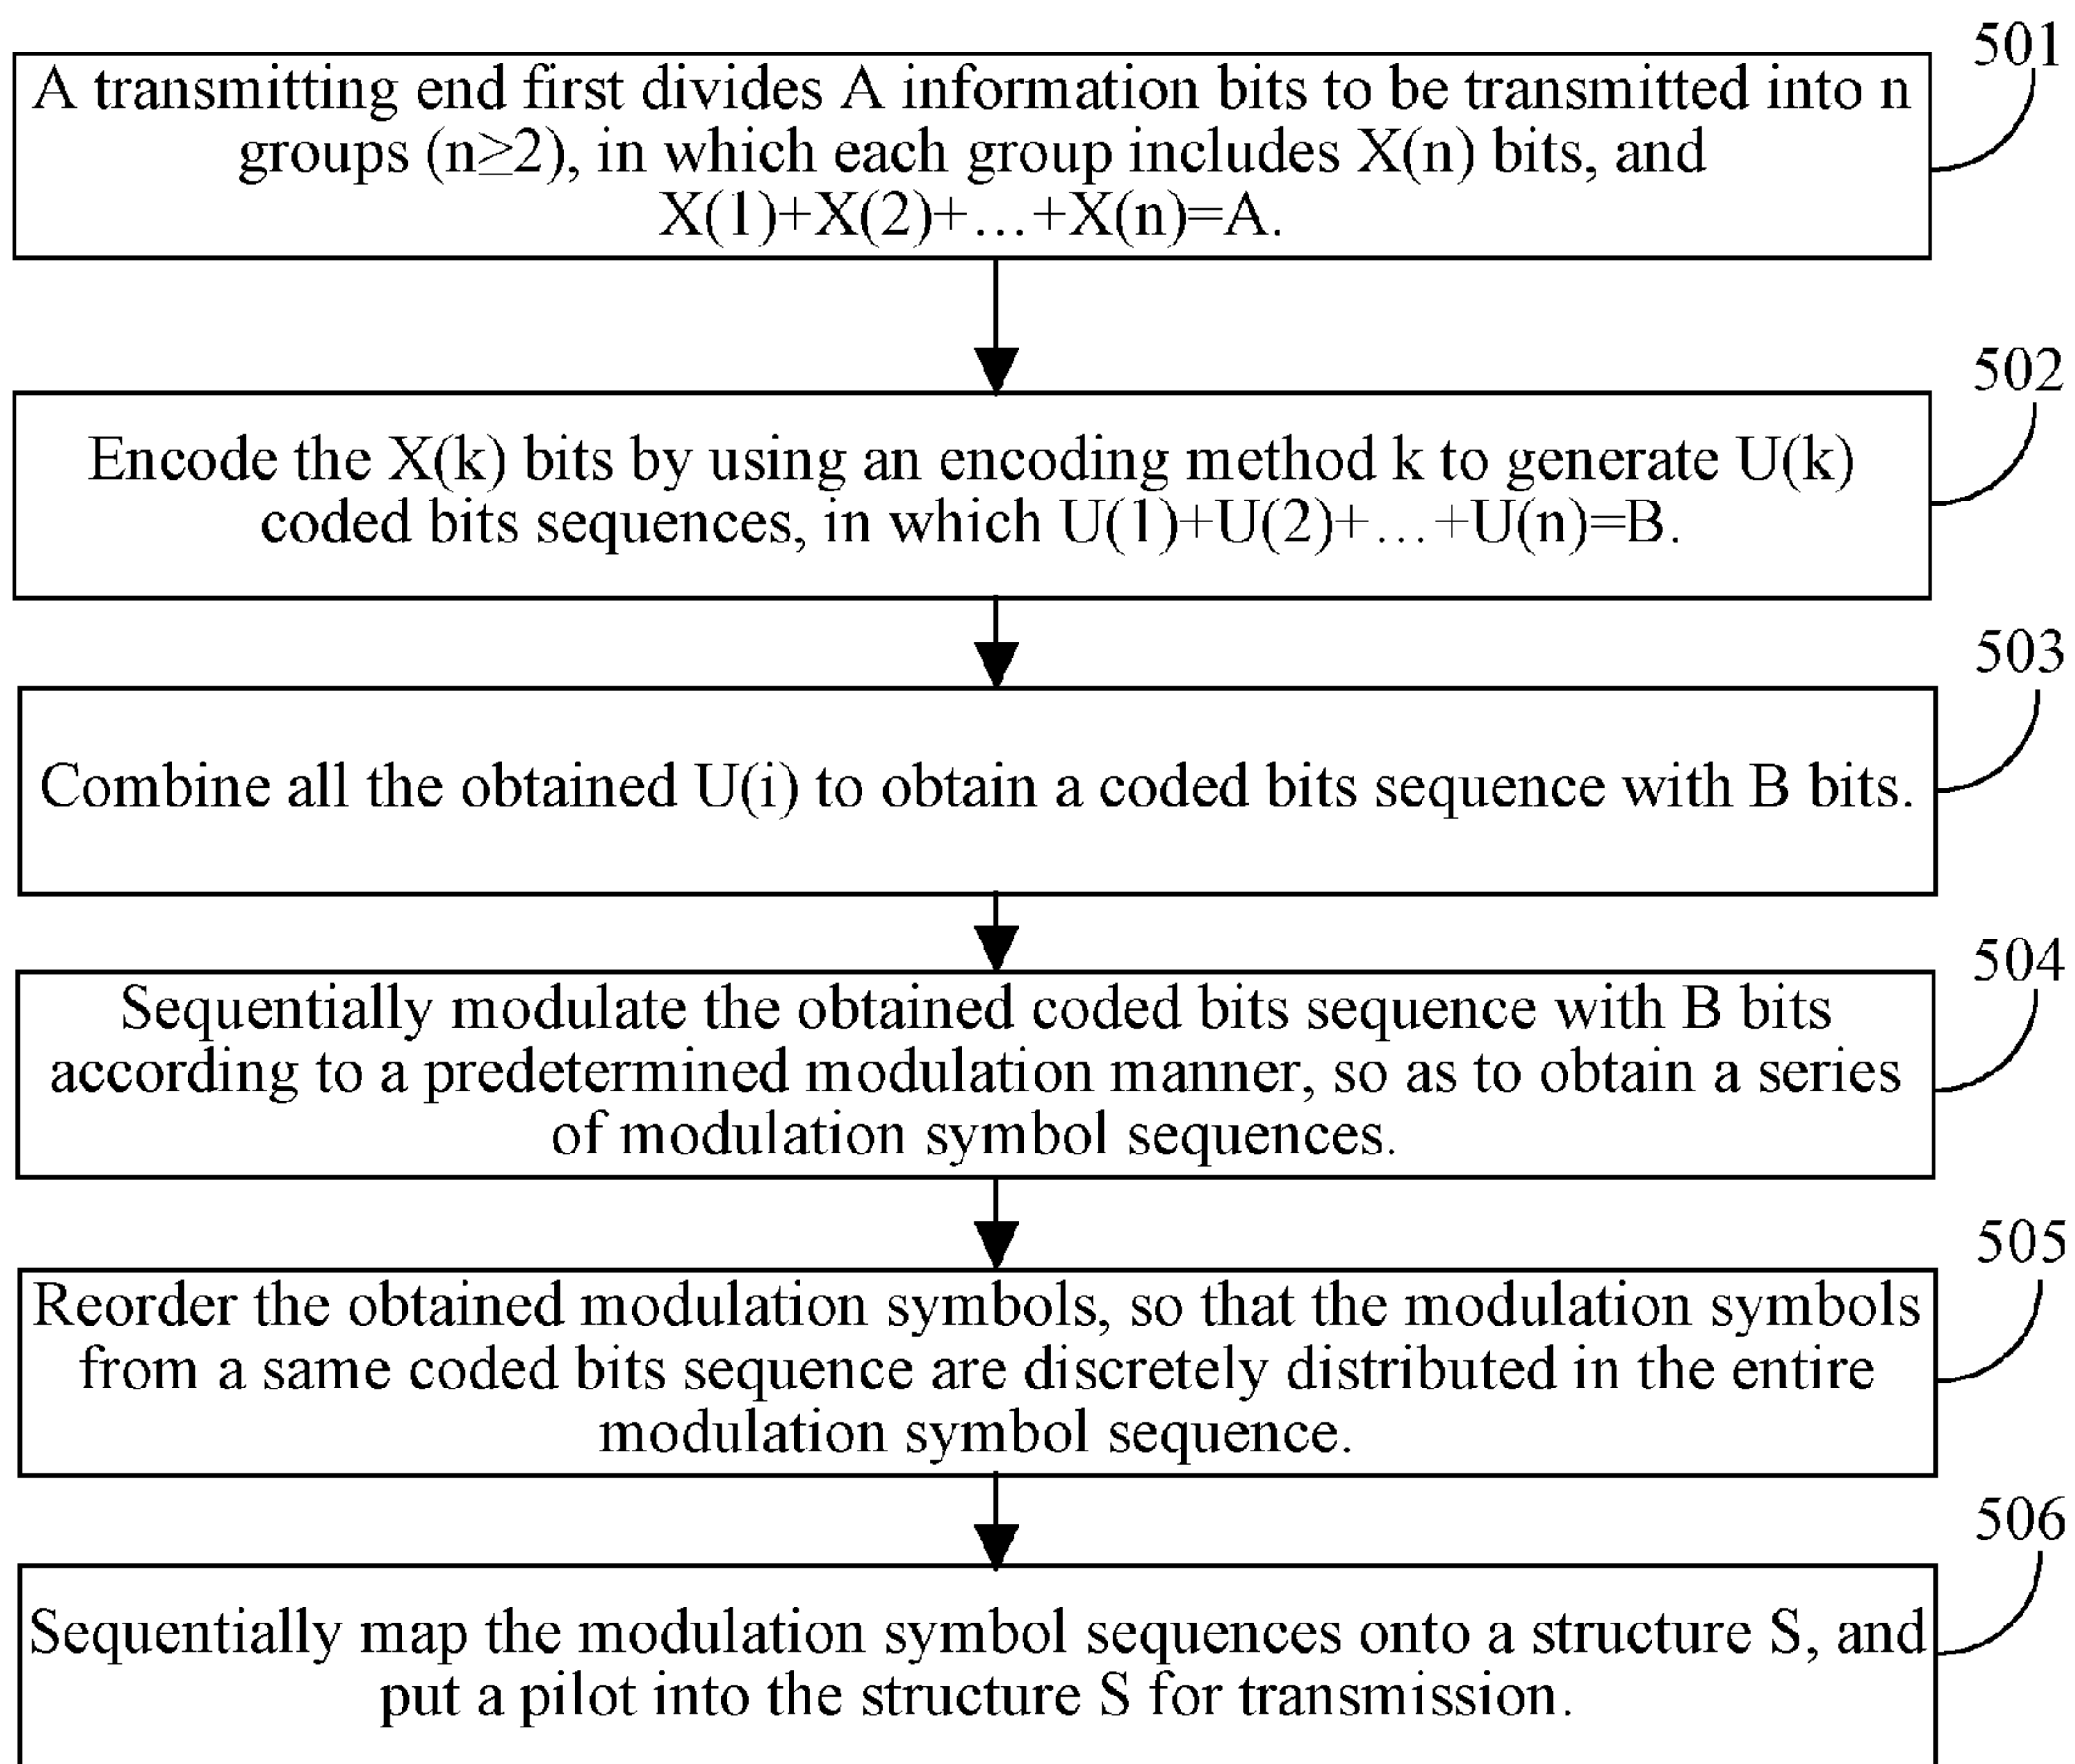 501
A transmitting end first divides A information bits to be transmitted into n
groups (n≥2), in which each group includes X(n) bits, and
X(1)+X(2)+…+X(n)=A.
502
Encode the X(k) bits by using an encoding method k to generate U(k)
coded bits sequences, in which U(1)+U(2)+…+U(n)=B.
503
Combine all the obtained U(i) to obtain a coded bits sequence with B bits.
504
Sequentially modulate the obtained coded bits sequence with B bits
according to a predetermined modulation manner, so as to obtain a series
of modulation symbol sequences.
505
Reorder the obtained modulation symbols, so that the modulation symbols
from a same coded bits sequence are discretely distributed in the entire
modulation symbol sequence.
506
Sequentially map the modulation symbol sequences onto a structure S, and
put a pilot into the structure S for transmission.